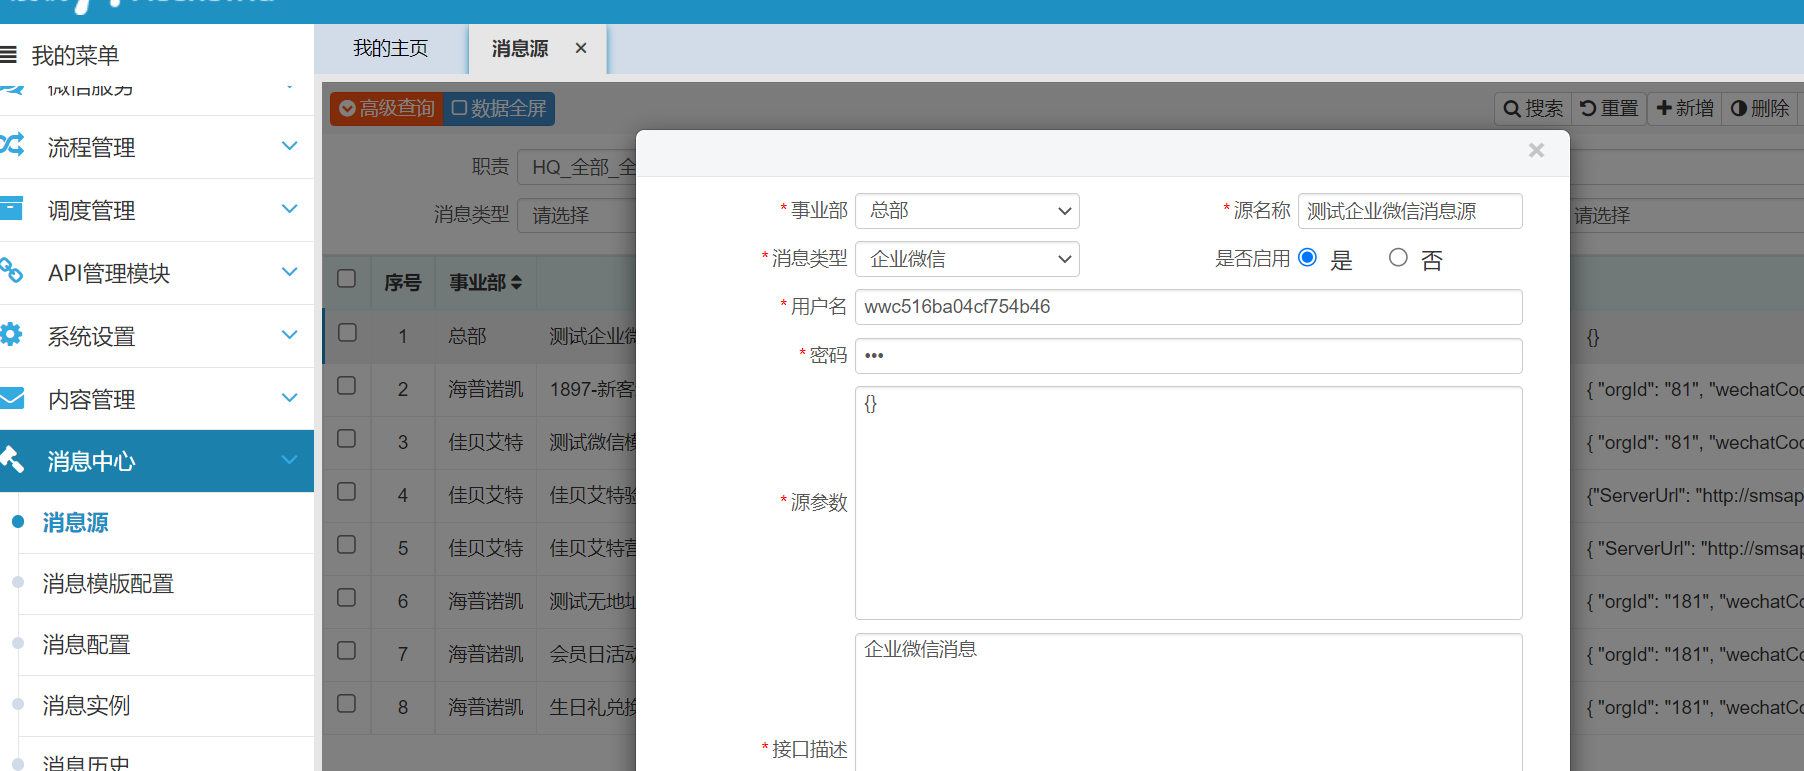 我的菜单
微信服务
流程管理
调度管理
API管理模块
系统设置
内容管理
消息中心
消息源
消息模版配置
消息配置
消息实例
消息历史
我的主页
消息源 ×
高级查询 数据全屏
搜索 重置 新增 删除
职责 HQ_全部_全
消息类型 请选择
请选择
序号 事业部
1 总部 测试企业微 {}
2 海普诺凯 1897-新客 { "orgId": "81", "wechatCoc
3 佳贝艾特 测试微信模 { "orgId": "81", "wechatCoc
4 佳贝艾特 佳贝艾特验 {"ServerUrl": "http://smsap
5 佳贝艾特 佳贝艾特营 { "ServerUrl": "http://smsap
6 海普诺凯 测试无地址 { "orgId": "181", "wechatCo
7 海普诺凯 会员日活动 { "orgId": "181", "wechatCo
8 海普诺凯 生日礼兑换 { "orgId": "181", "wechatCo
×
*事业部 总部
*源名称 测试企业微信消息源
*消息类型 企业微信
是否启用 是 否
*用户名 wwc516ba04cf754b46
*密码 •••
*源参数 {}
*接口描述 企业微信消息